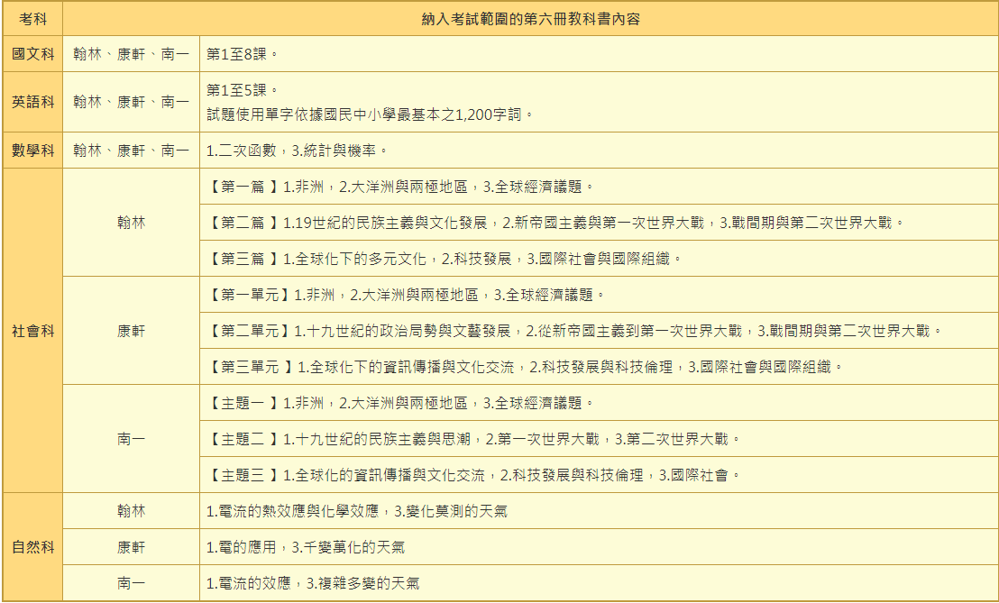 考科
納入考試範圍的第六冊教科書內容
國文科
翰林、康軒、南一
第1至8課。
英語科
翰林、康軒、南一
第1至5課。
試題使用單字依據國民中小學最基本之1,200字詞。
數學科
翰林、康軒、南一
1.二次函數，3.統計與機率。
社會科
翰林
【第一篇 】1.非洲，2.大洋洲與兩極地區，3.全球經濟議題。
【第二篇 】1.19世紀的民族主義與文化發展，2.新帝國主義與第一次世界大戰，3.戰間期與第二次世界大戰。
【第三篇 】1.全球化下的多元文化，2.科技發展，3.國際社會與國際組織。
康軒
【第一單元】1.非洲，2.大洋洲與兩極地區，3.全球經濟議題。
【第二單元】1.十九世紀的政治局勢與文藝發展，2.從新帝國主義到第一次世界大戰，3.戰間期與第二次世界大戰。
【第三單元 】1.全球化下的資訊傳播與文化交流，2.科技發展與科技倫理，3.國際社會與國際組織。
南一
【主題一 】1.非洲，2.大洋洲與兩極地區，3.全球經濟議題。
【主題二 】1.十九世紀的民族主義與思潮，2.第一次世界大戰，3.第二次世界大戰。
【主題三 】1.全球化的資訊傳播與文化交流，2.科技發展與科技倫理，3.國際社會。
自然科
翰林
1.電流的熱效應與化學效應，3.變化莫測的天氣
康軒
1.電的應用，3.千變萬化的天氣
南一
1.電流的效應，3.複雜多變的天氣